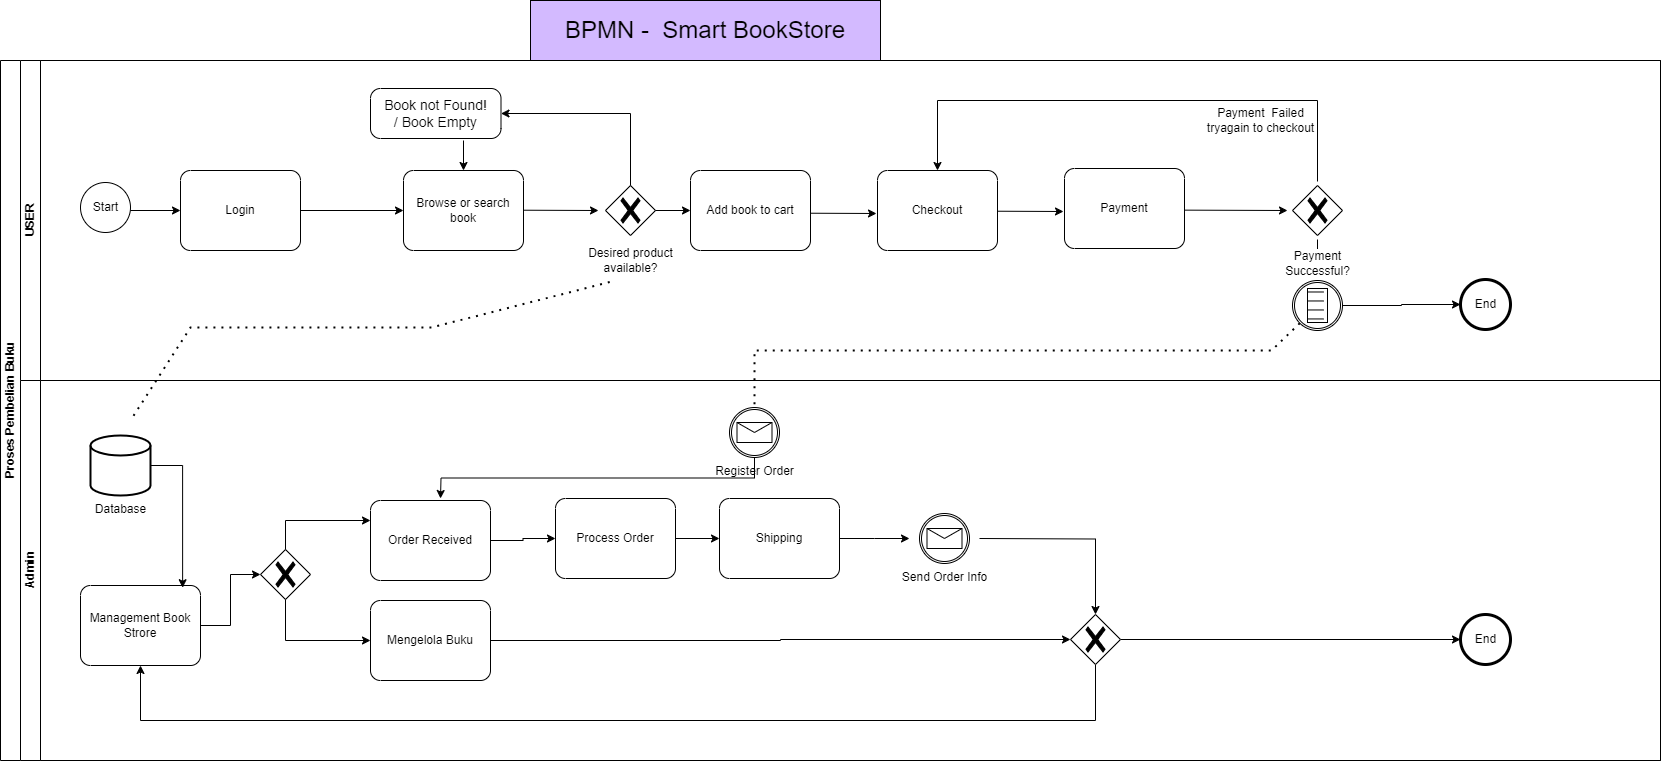 BPMN -  Smart BookStore
Proses Pembelian Buku
USER
Book not Found!
/ Book Empty
Payment  Failed
tryagain to checkout
Start
Login
Browse or search
book
Add book to cart
Checkout
Payment
Desired product
available?
Payment
Successful?
End
Admin
Database
Register Order
Order Received
Process Order
Shipping
Send Order Info
Management Book
Strore
Mengelola Buku
End